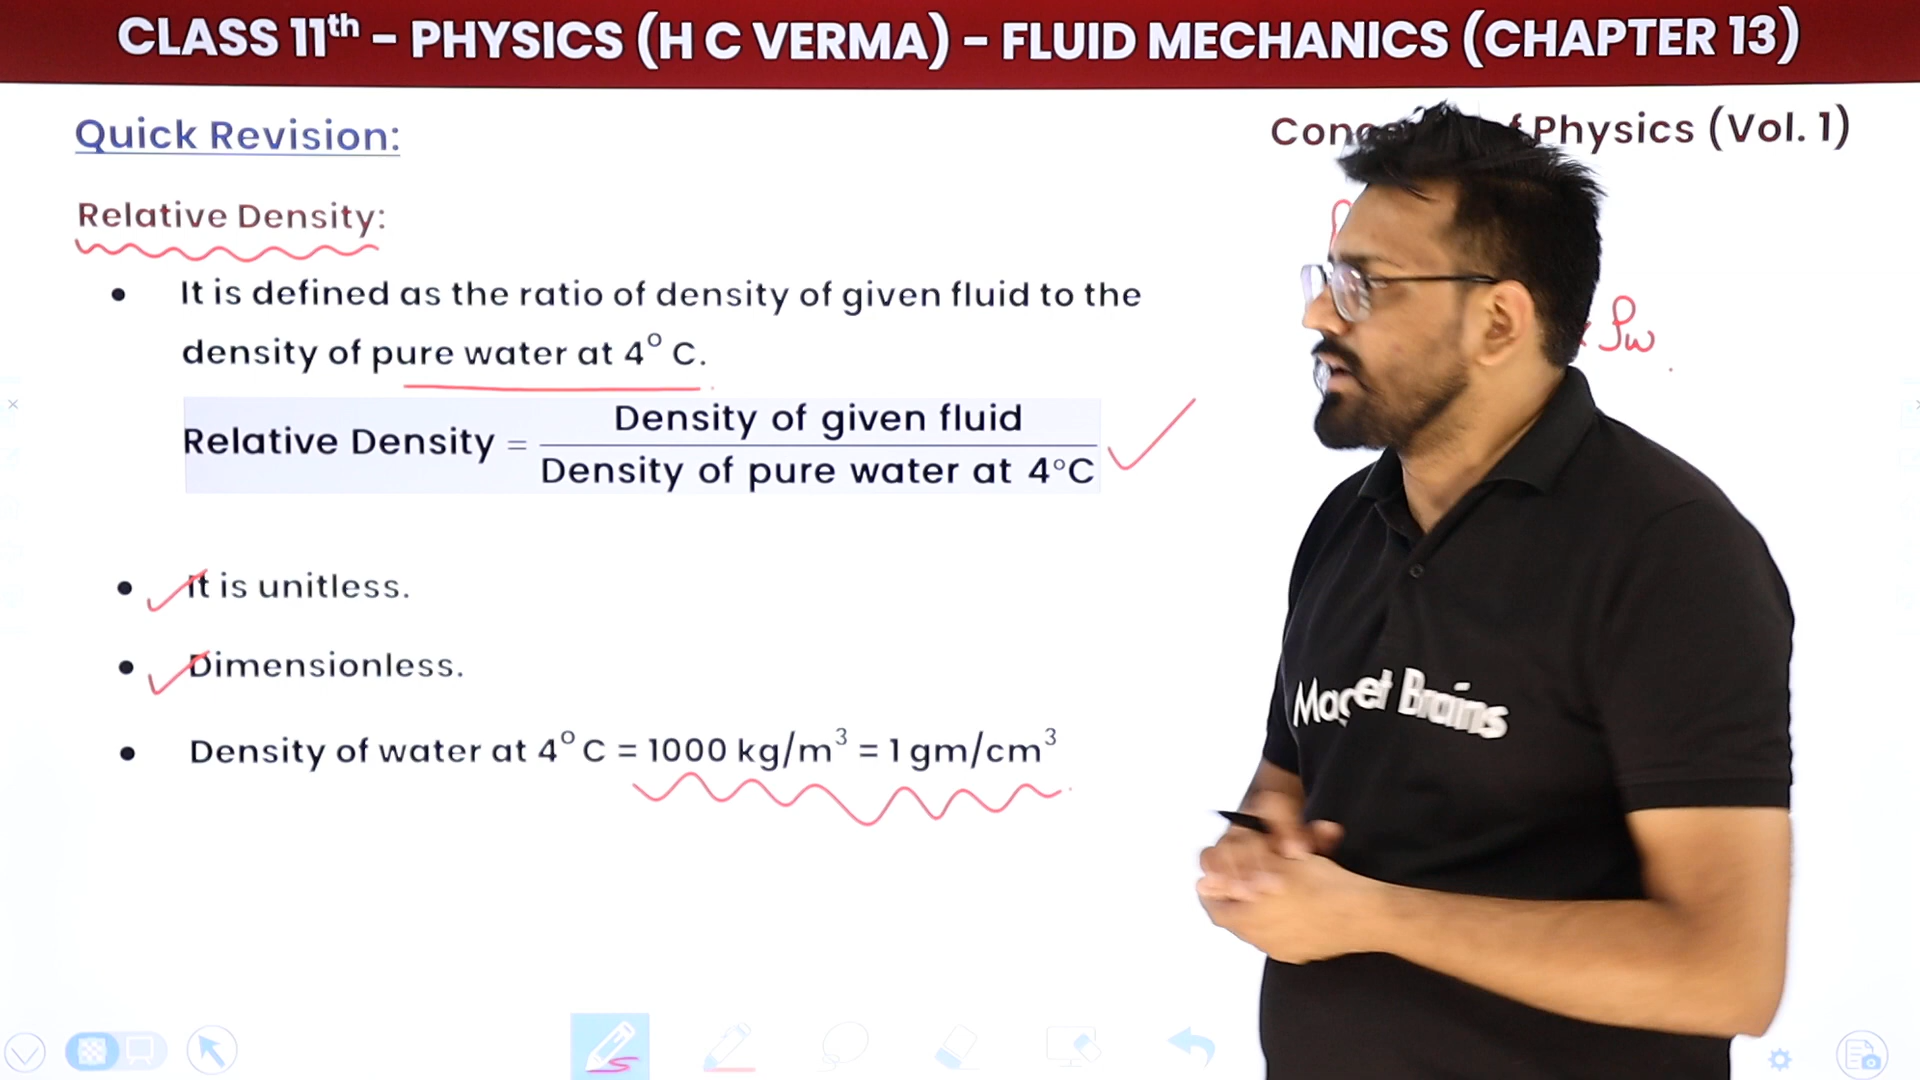 CLASS 11th - PHYSICS (H C VERMA) - FLUID MECHANICS (CHAPTER 13)
Quick Revision:
Physics (Vol. 1)
Relative Density:
• It is defined as the ratio of density of given fluid to the
density of pure water at 4° C.
Relative Density = Density of given fluid
Density of pure water at 4°C
ρw
• It is unitless.
• Dimensionless.
• Density of water at 4° C = 1000 kg/m³ = 1 gm/cm³
Brains